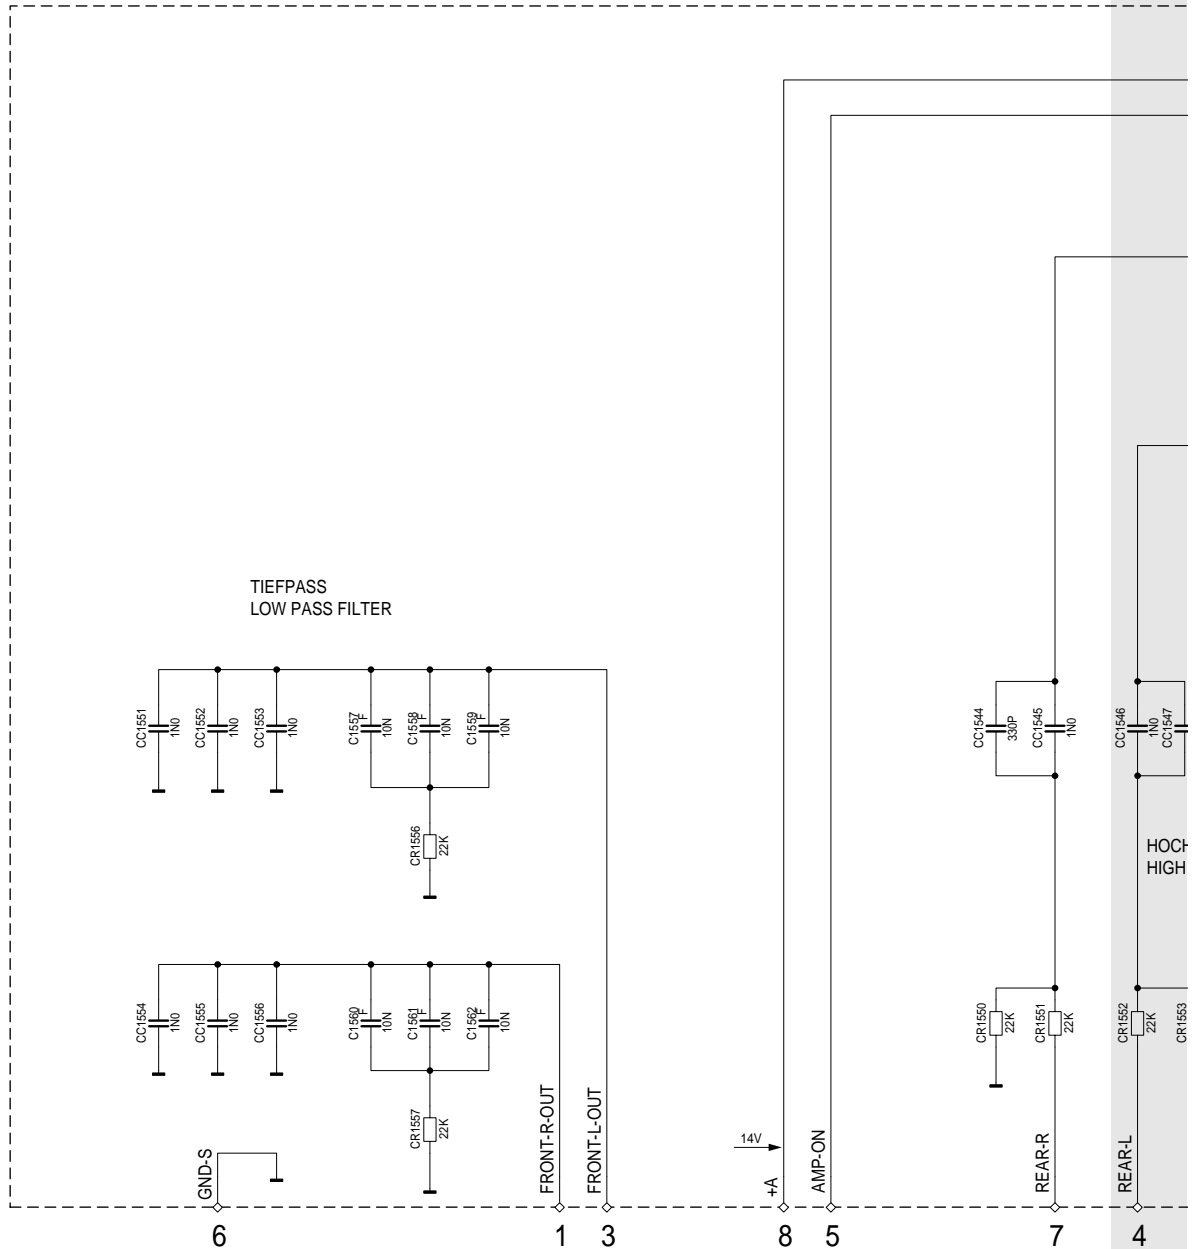 TIEFPASS
LOW PASS FILTER
CC1551
1N0
CC1552
1N0
CC1553
1N0
C1557
F
10N
C1558
F
10N
C1559
F
10N
CC1544
330P
CC1545
1N0
CC1546
1N0
CC1547
CR1556
22K
HOCH
HIGH
CC1554
1N0
CC1555
1N0
CC1556
1N0
C1560
F
10N
C1561
F
10N
C1562
F
10N
CR1550
22K
CR1551
22K
CR1552
22K
CR1553
CR1557
22K
GND-S
FRONT-R-OUT
FRONT-L-OUT
14V
+A
AMP-ON
REAR-R
REAR-L
6
1
3
8
5
7
4